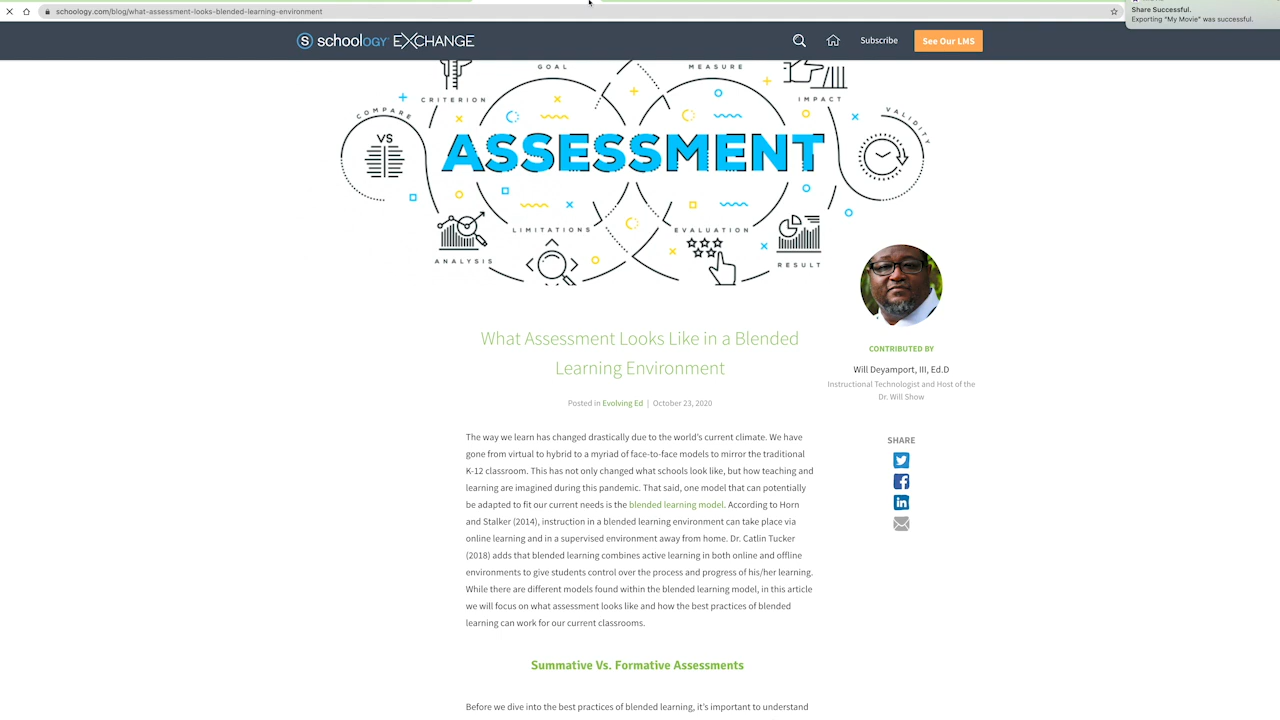 schoology.com/blog/what-assessment-looks-blended-learning-environment
Share Successful.
Exporting "My Movie" was successful.
S schoology EXCHANGE
Subscribe
See Our LMS
GOAL
MEASURE
CRITERION
IMPACT
COMPARE
VALIDITY
VS
ASSESSMENT
LIMITATIONS
EVALUATION
ANALYSIS
RESULT
What Assessment Looks Like in a Blended
Learning Environment
Posted in Evolving Ed | October 23, 2020
CONTRIBUTED BY
Will Deyamport, III, Ed.D
Instructional Technologist and Host of the
Dr. Will Show
SHARE
The way we learn has changed drastically due to the world's current climate. We have
gone from virtual to hybrid to a myriad of face-to-face models to mirror the traditional
K-12 classroom. This has not only changed what schools look like, but how teaching and
learning are imagined during this pandemic. That said, one model that can potentially
be adapted to fit our current needs is the blended learning model. According to Horn
and Stalker (2014), instruction in a blended learning environment can take place via
online learning and in a supervised environment away from home. Dr. Catlin Tucker
(2018) adds that blended learning combines active learning in both online and offline
environments to give students control over the process and progress of his/her learning.
While there are different models found within the blended learning model, in this article
we will focus on what assessment looks like and how the best practices of blended
learning can work for our current classrooms.
Summative Vs. Formative Assessments
Before we dive into the best practices of blended learning, it's important to understand